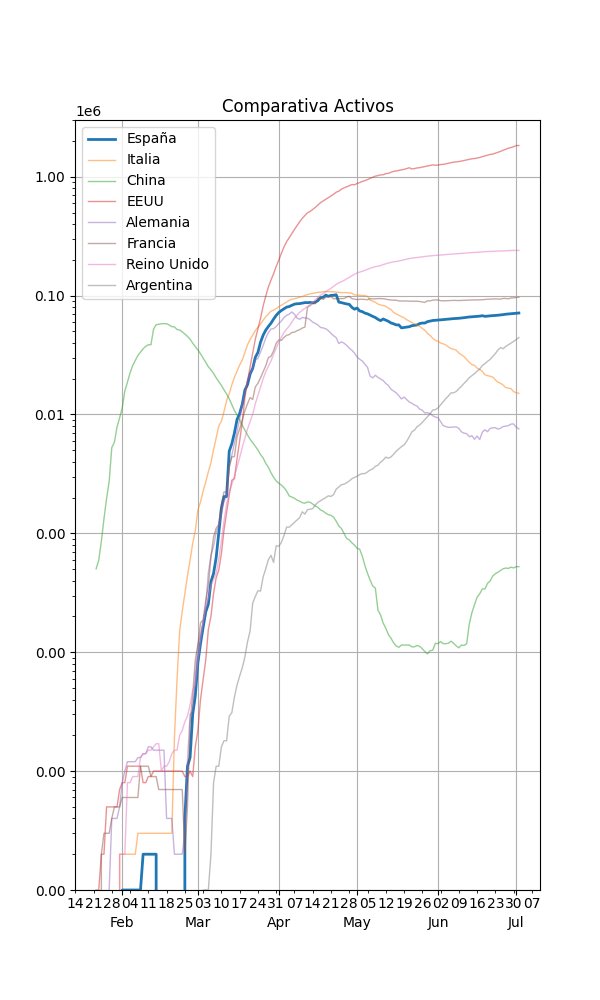 Comparativa Activos
1e6
España
Italia
China
EEUU
Alemania
Francia
Reino Unido
Argentina
1.00
0.10
0.01
0.00
0.00
0.00
0.00
14 21 28 04 11 18 25 03 10 17 24 31 07 14 21 28 05 12 19 26 02 09 16 23 30 07
Feb Mar Apr May Jun Jul